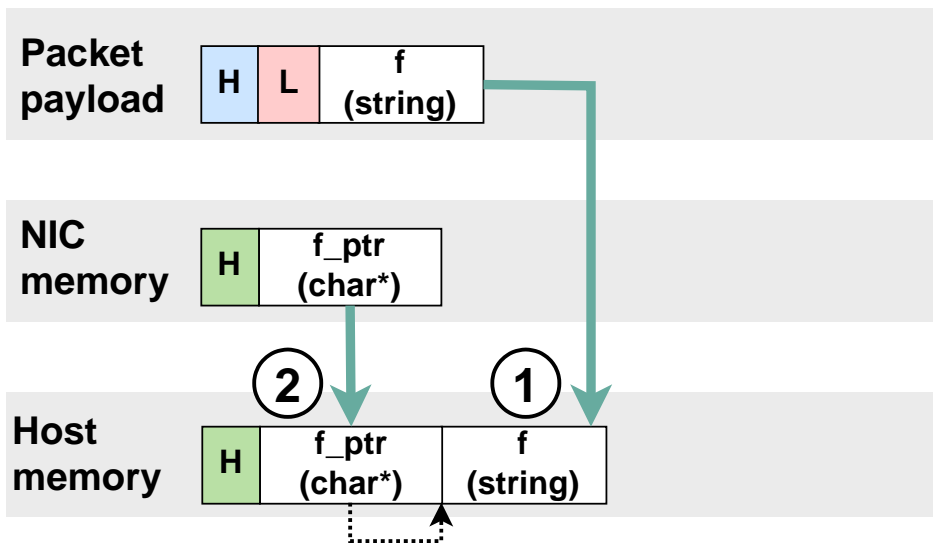 Packet
payload
H
L
f
(string)
NIC
memory
H
f_ptr
(char*)
2
1
Host
memory
H
f_ptr
(char*)
f
(string)